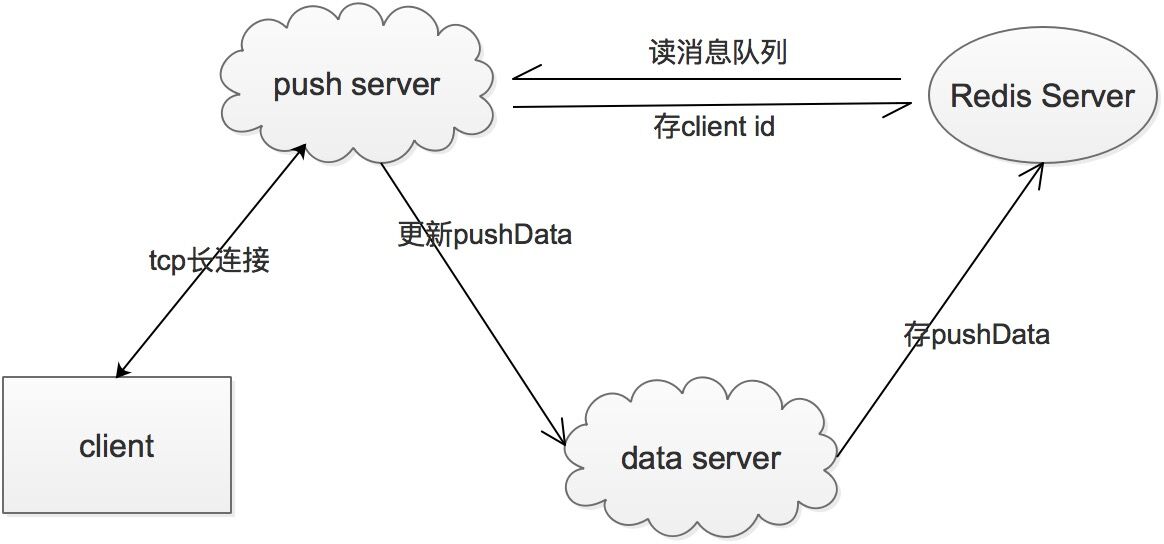 读消息队列
push server
Redis Server
存client id
更新pushData
tcp长连接
存pushData
client
data server